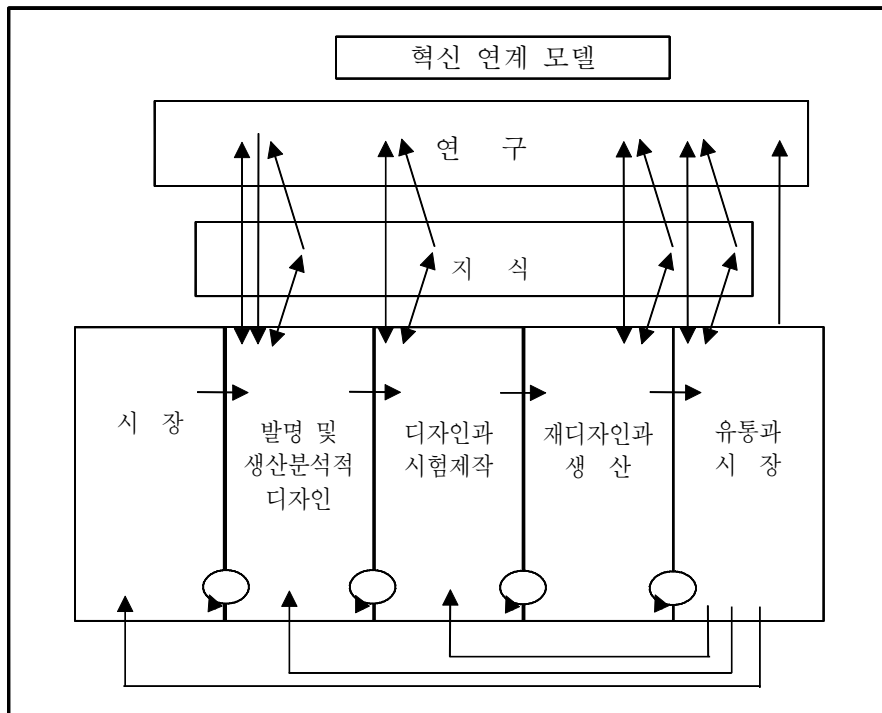 혁신 연계 모델
연 구
지 식
시 장
발명 및
생산분석적
디자인
디자인과
시험제작
재디자인과
생 산
유통과
시 장